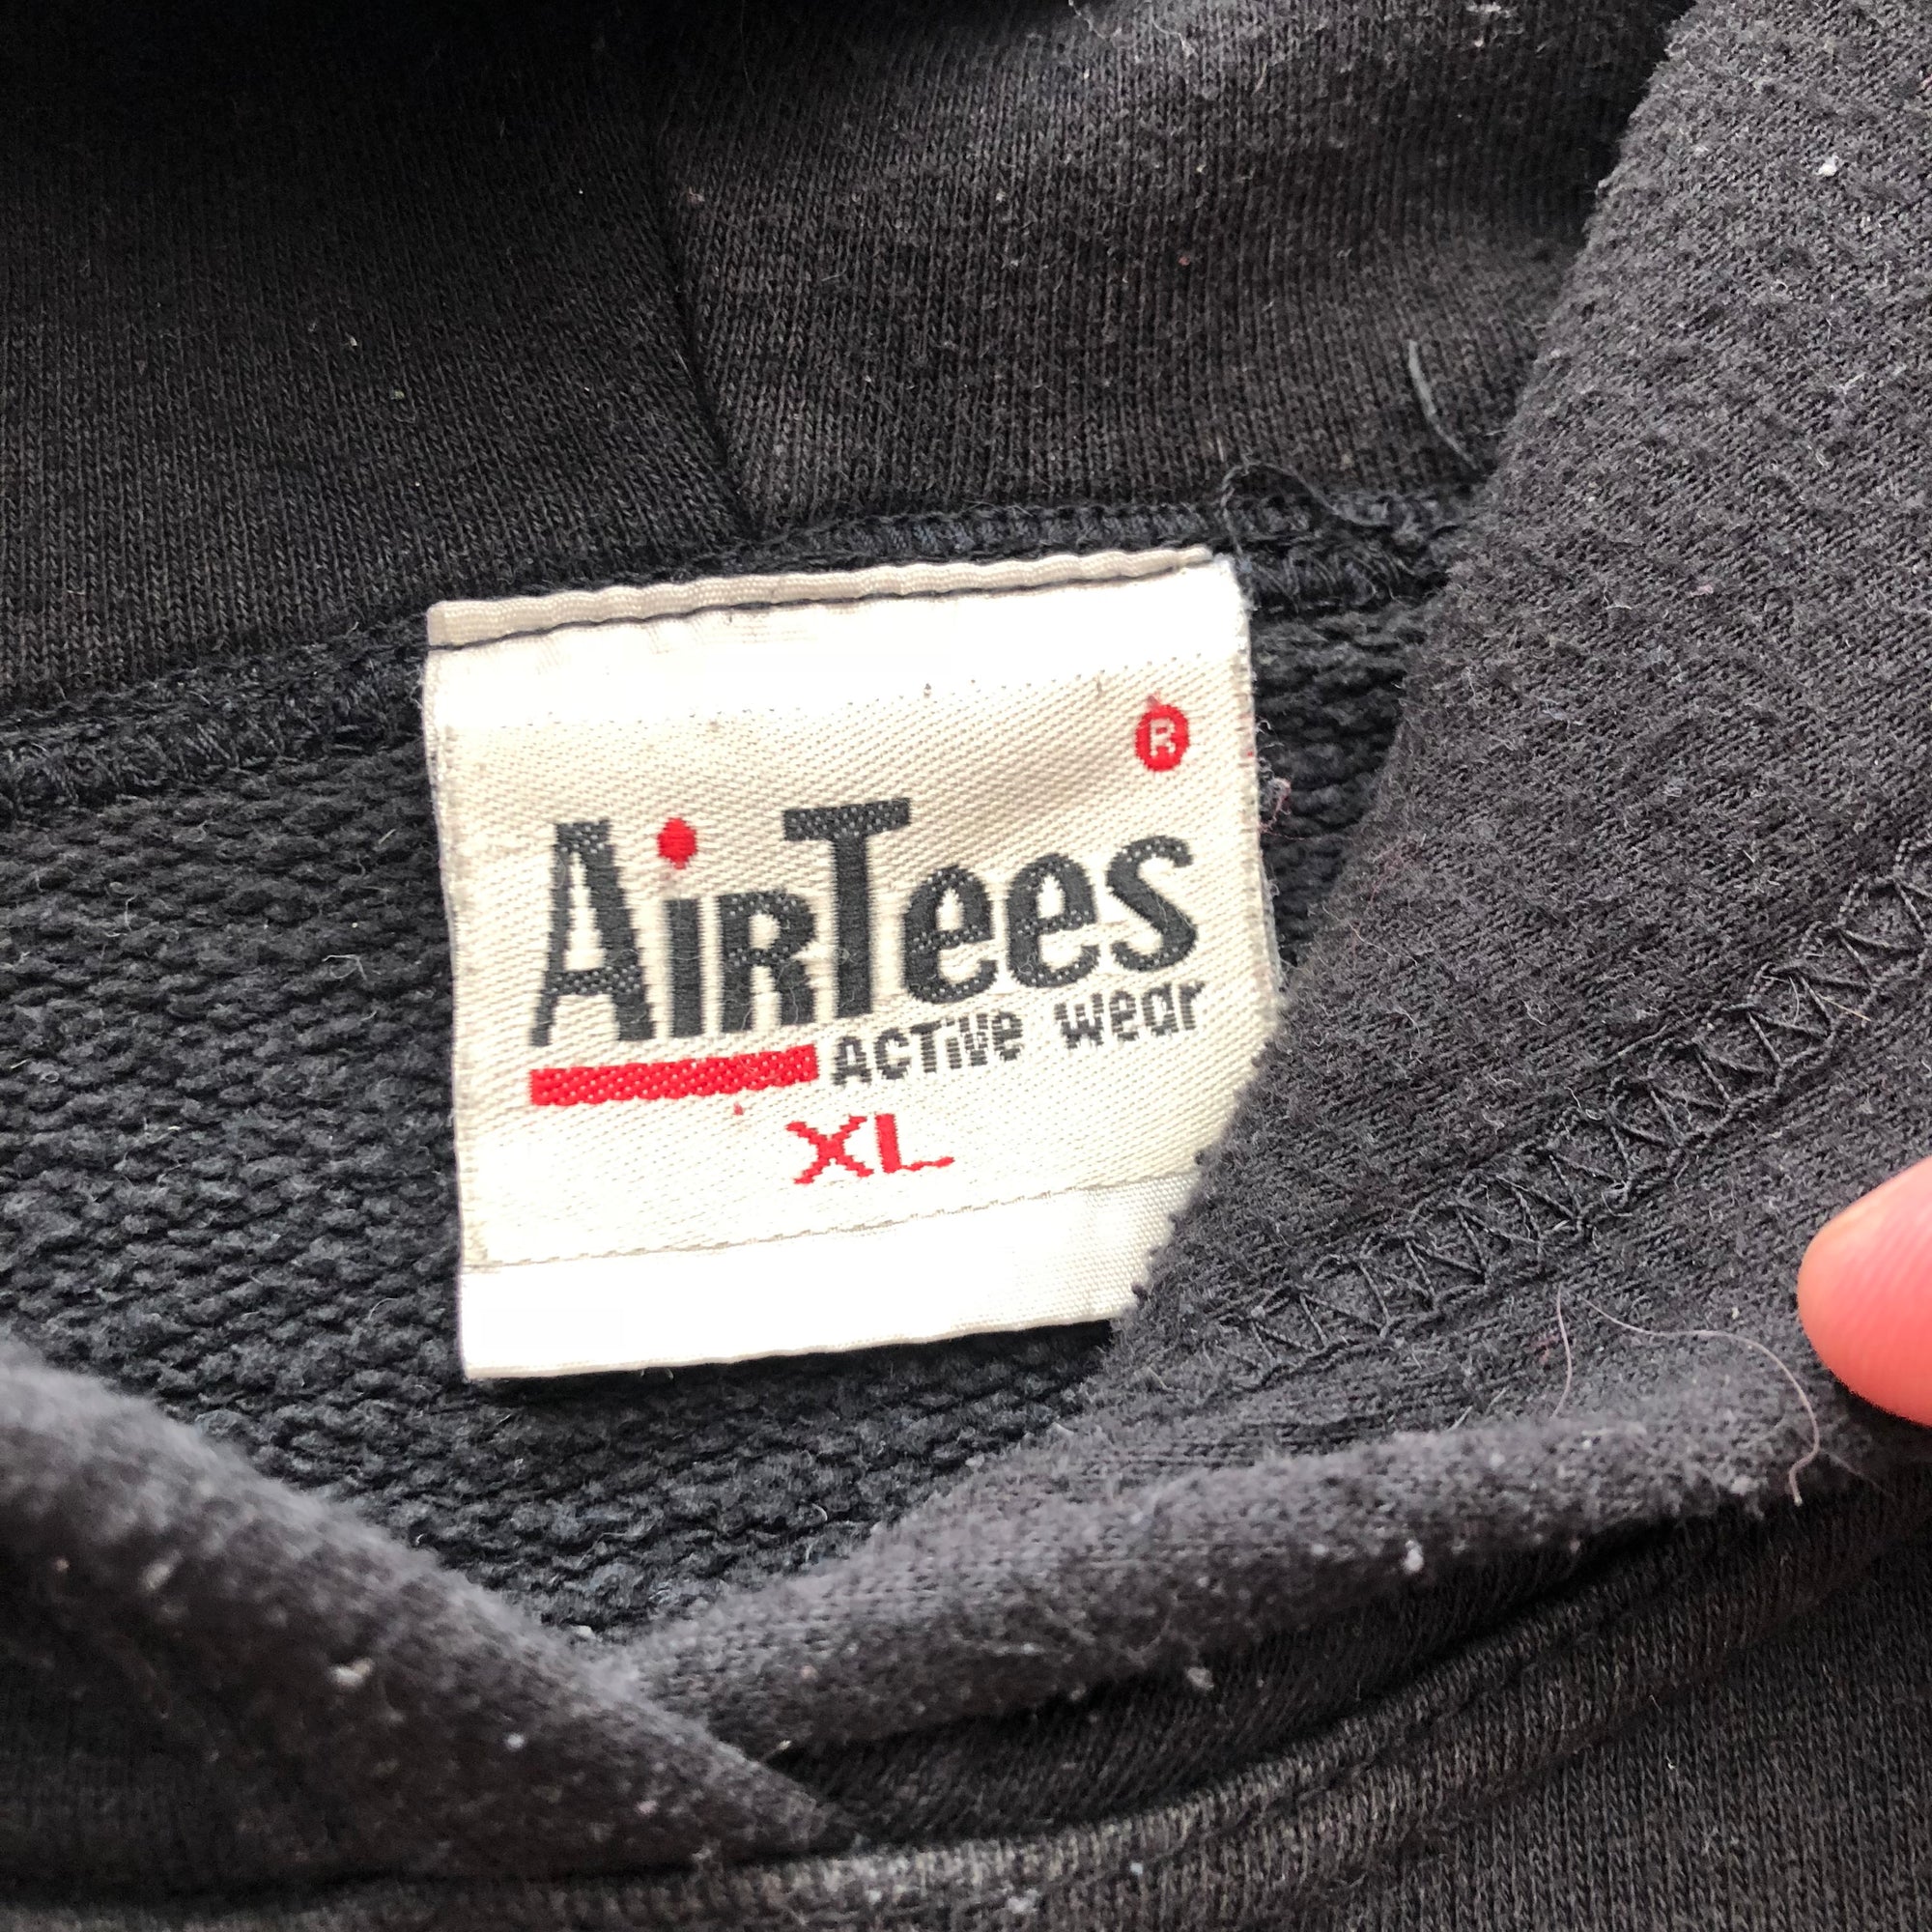 ®
AiRTees
ACTiVe wear
XL